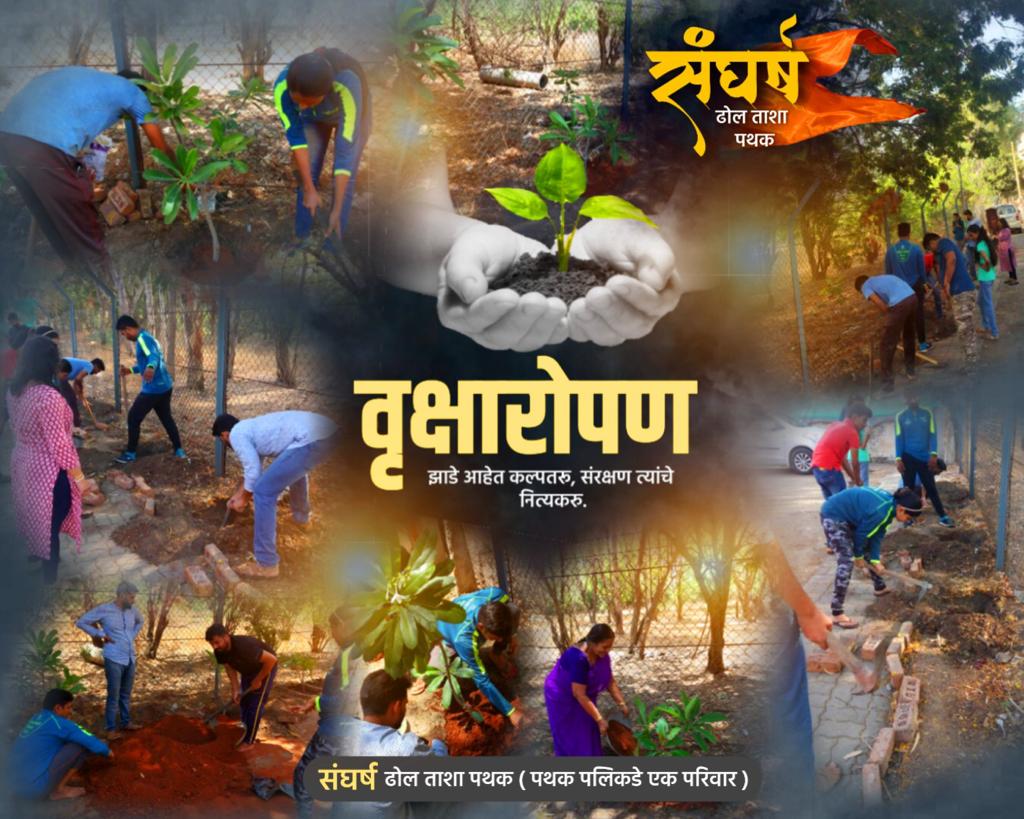 संघर्ष
ढोल ताशा
पथक
वृक्षारोपण
झाडे आहेत कल्पतरू, संरक्षण त्यांचे
नित्यकरु.
संघर्ष ढोल ताशा पथक ( पथक पलिकडे एक परिवार )